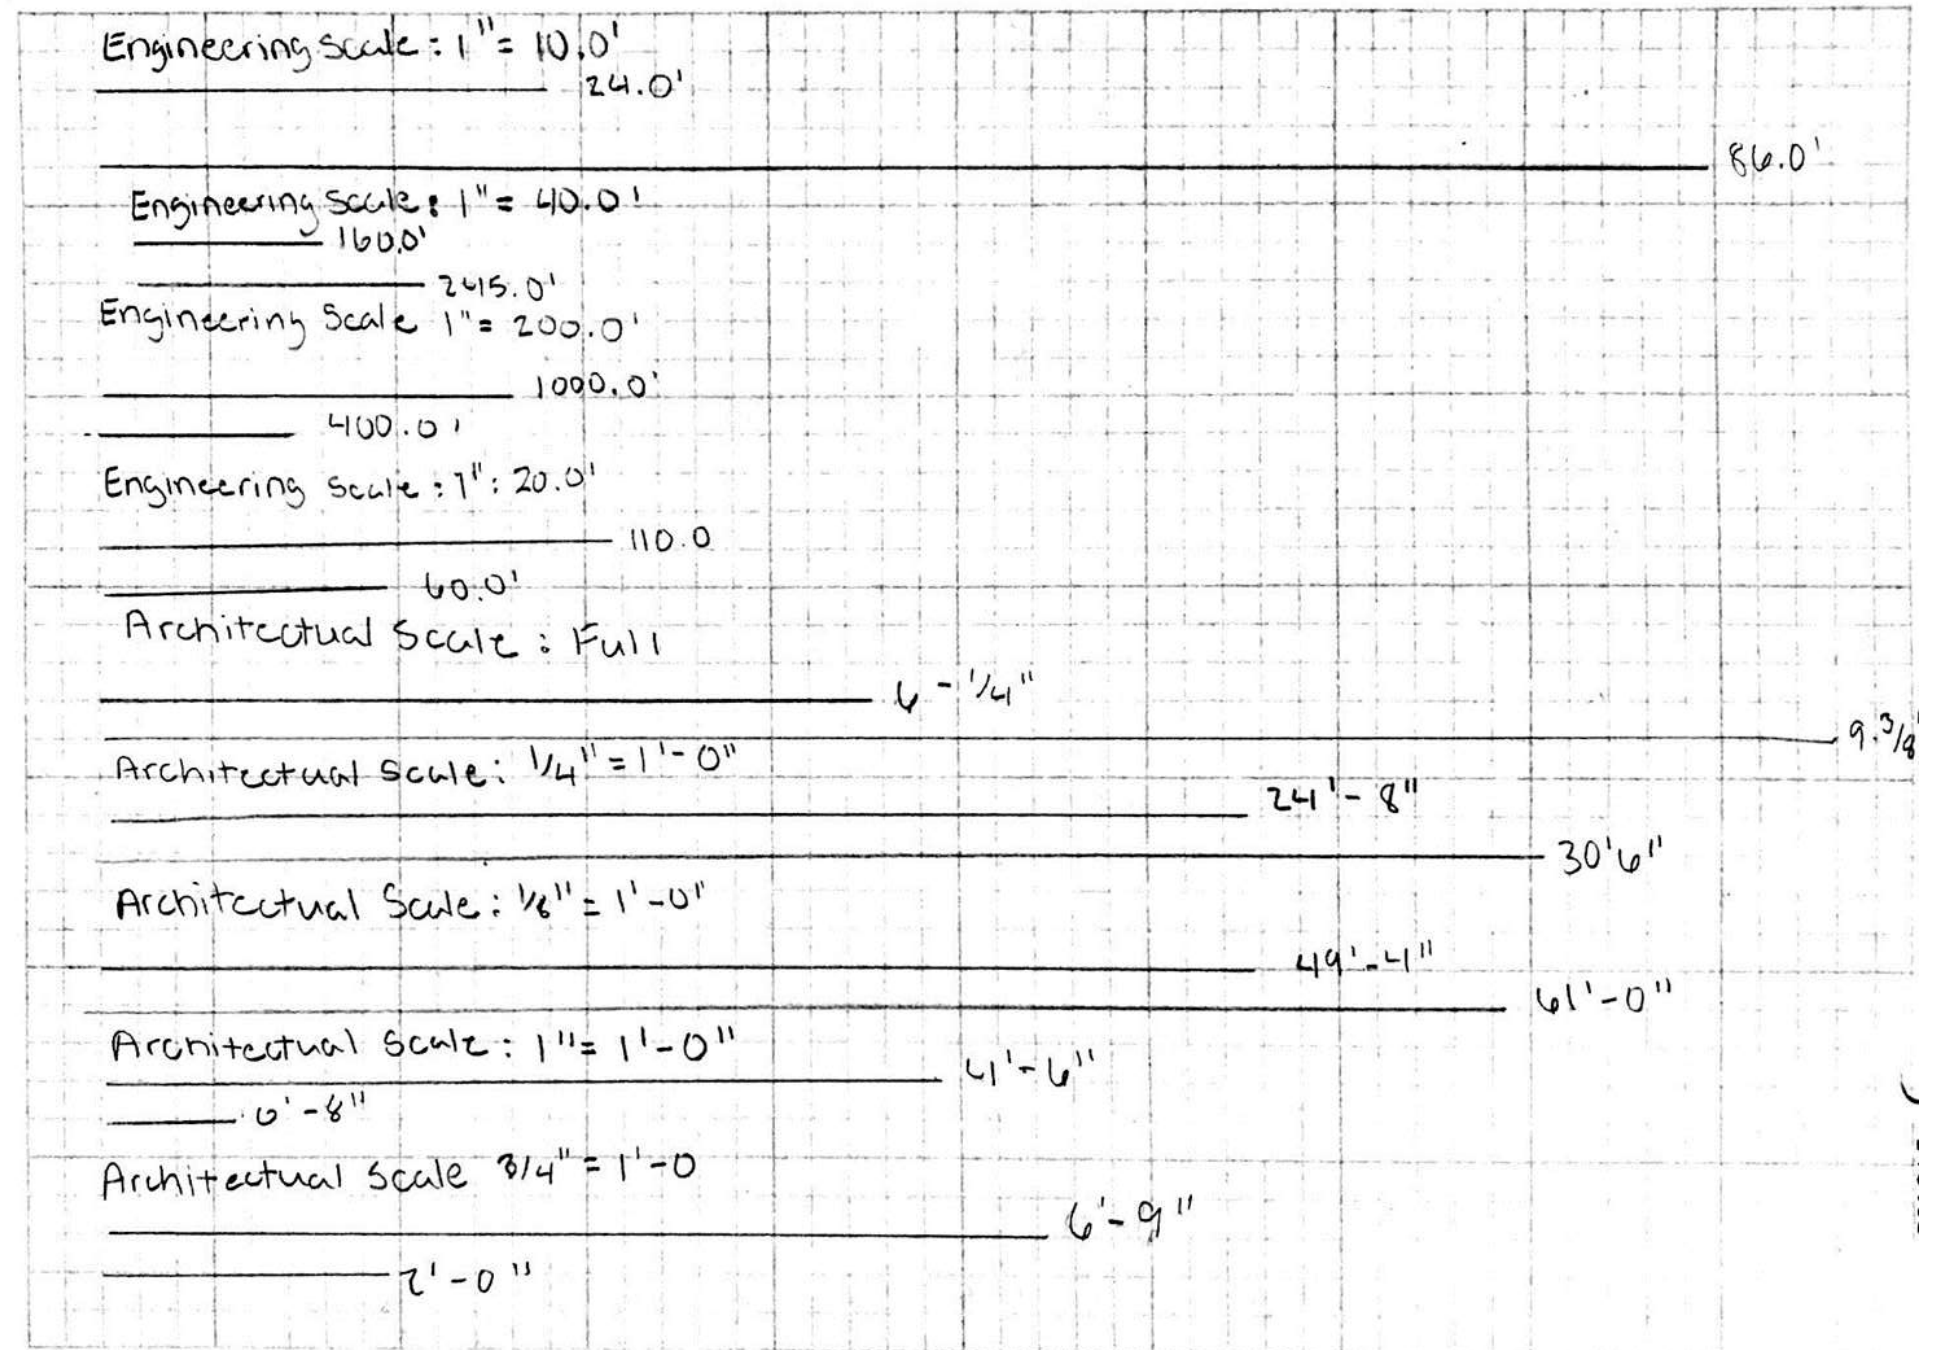 Engineering Scale: 1"= 10.0'
24.0'
86.0'
Engineering Scale: 1" = 40.0'
160.0'
245.0'
Engineering Scale 1"= 200.0'
1000.0'
400.0'
Engineering Scale: 1": 20.0'
110.0
60.0'
Architectual Scale: Full
6 - 1/4"
9.3/8
Architectual Scale: 1/4" = 1'-0"
24'-8"
30'6"
Architectual Scale: 1/8" = 1'-0"
49'-4"
61'-0"
Architectual Scale: 1"= 1'-0"
4'-6"
0'-8"
Architectual Scale 3/4" = 1'-0
6'-9"
2'-0"